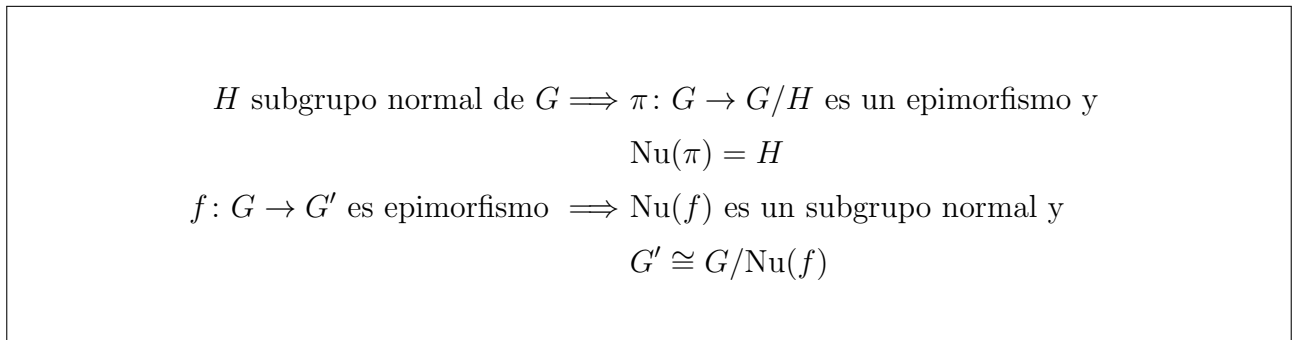 H subgrupo normal de G ⟹ π: G → G/H es un epimorfismo y
Nu(π) = H
f: G → G′ es epimorfismo ⟹ Nu(f) es un subgrupo normal y
G′ ≅ G/Nu(f)